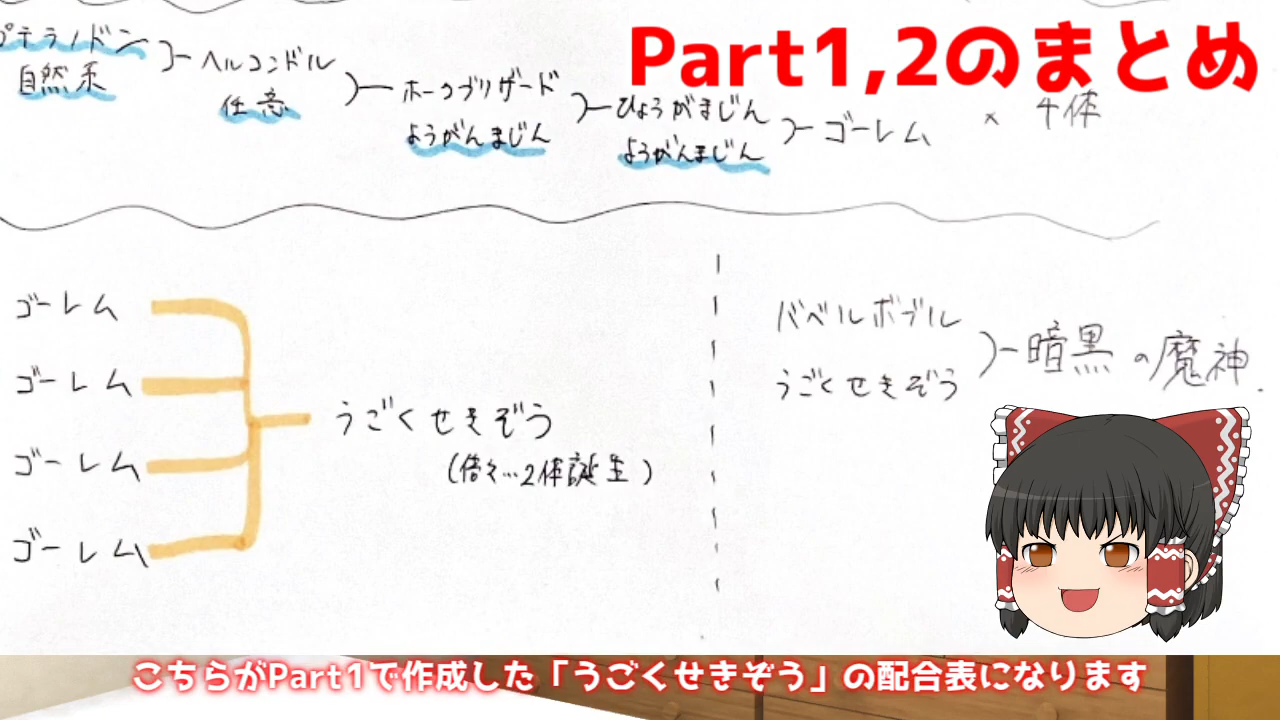 Part1,2のまとめ
プテラノドン
自然系
ヘルコンドル
任意
ホークブリザード
ようがんまじん
ひょうがまじん
ようがんまじん
ゴーレム × 4体
ゴーレム
ゴーレム
ゴーレム
ゴーレム
うごくせきぞう
(倍々…2体誕生)
バベルボブル
うごくせきぞう
暗黒の魔神
こちらがPart1で作成した「うごくせきぞう」の配合表になります